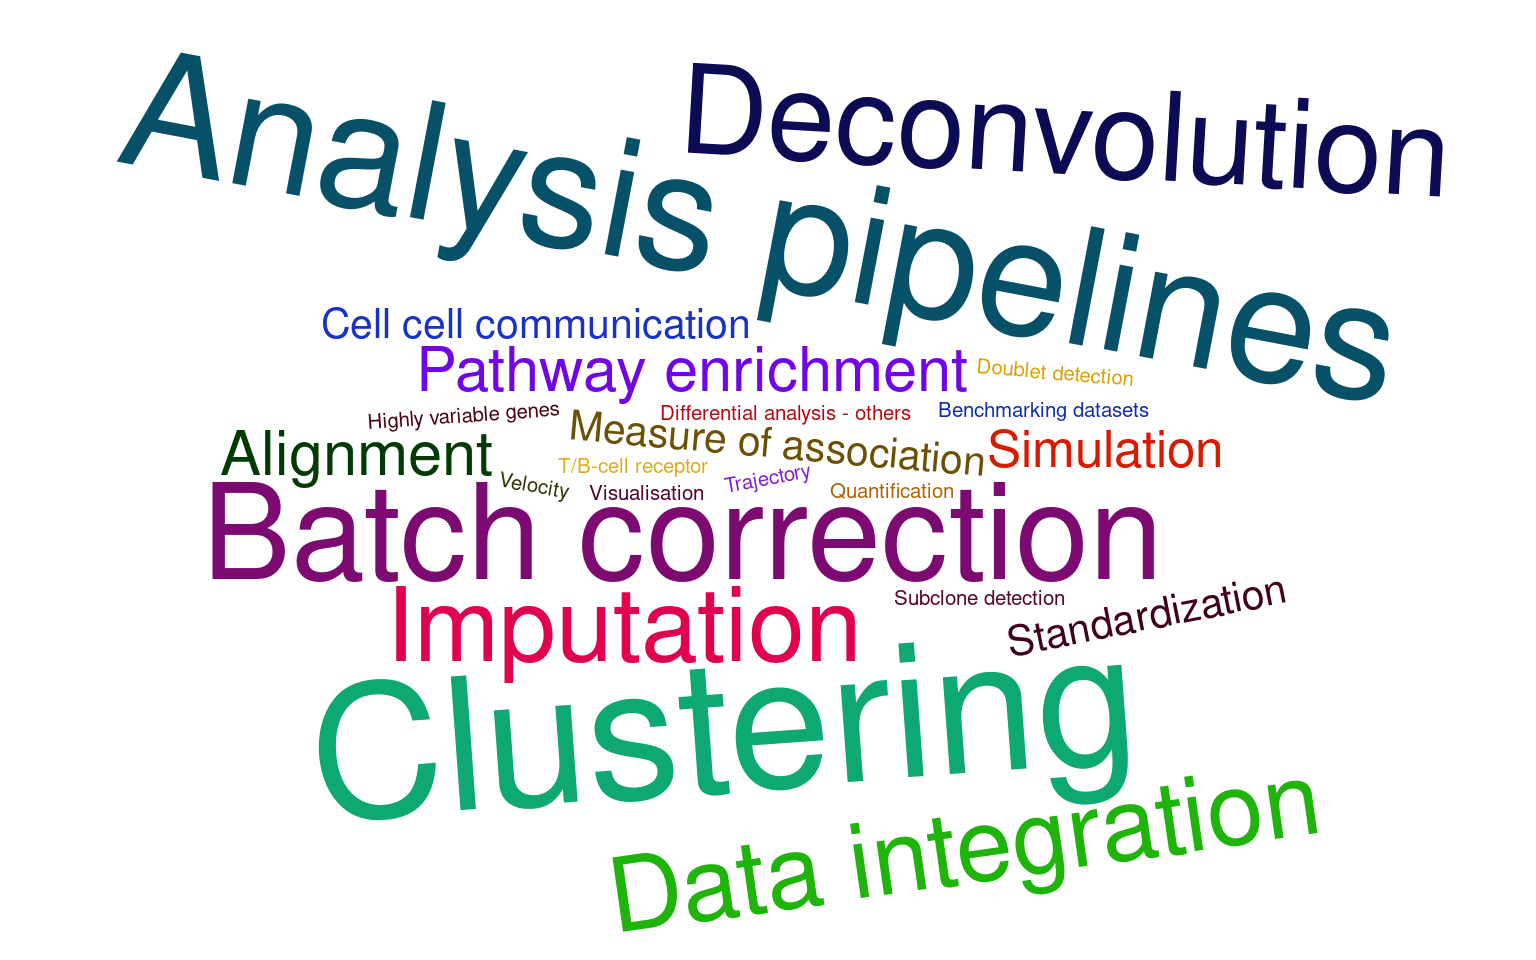 Deconvolution
Analysis pipelines
Cell cell communication
Pathway enrichment
Doublet detection
Highly variable genes
Differential analysis - others
Benchmarking datasets
Alignment
Measure of association
Simulation
T/B-cell receptor
Velocity
Visualisation
Trajectory
Quantification
Batch correction
Imputation
Subclone detection
Standardization
Clustering
Data integration